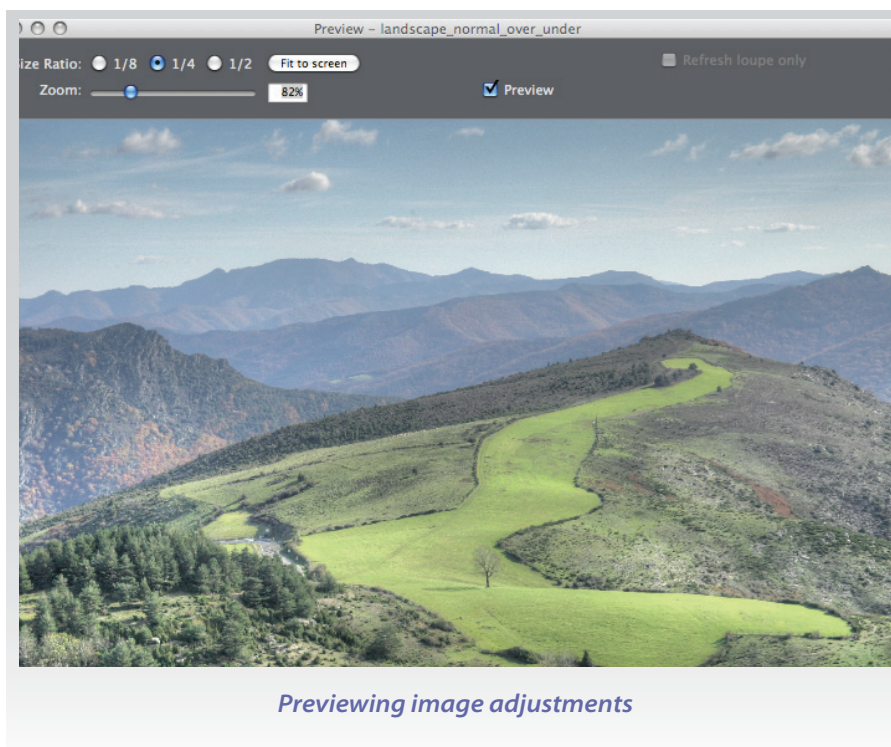 Preview – landscape_normal_over_under
ize Ratio: 1/8 1/4 1/2 Fit to screen Refresh loupe only
Zoom: 82% Preview
Previewing image adjustments